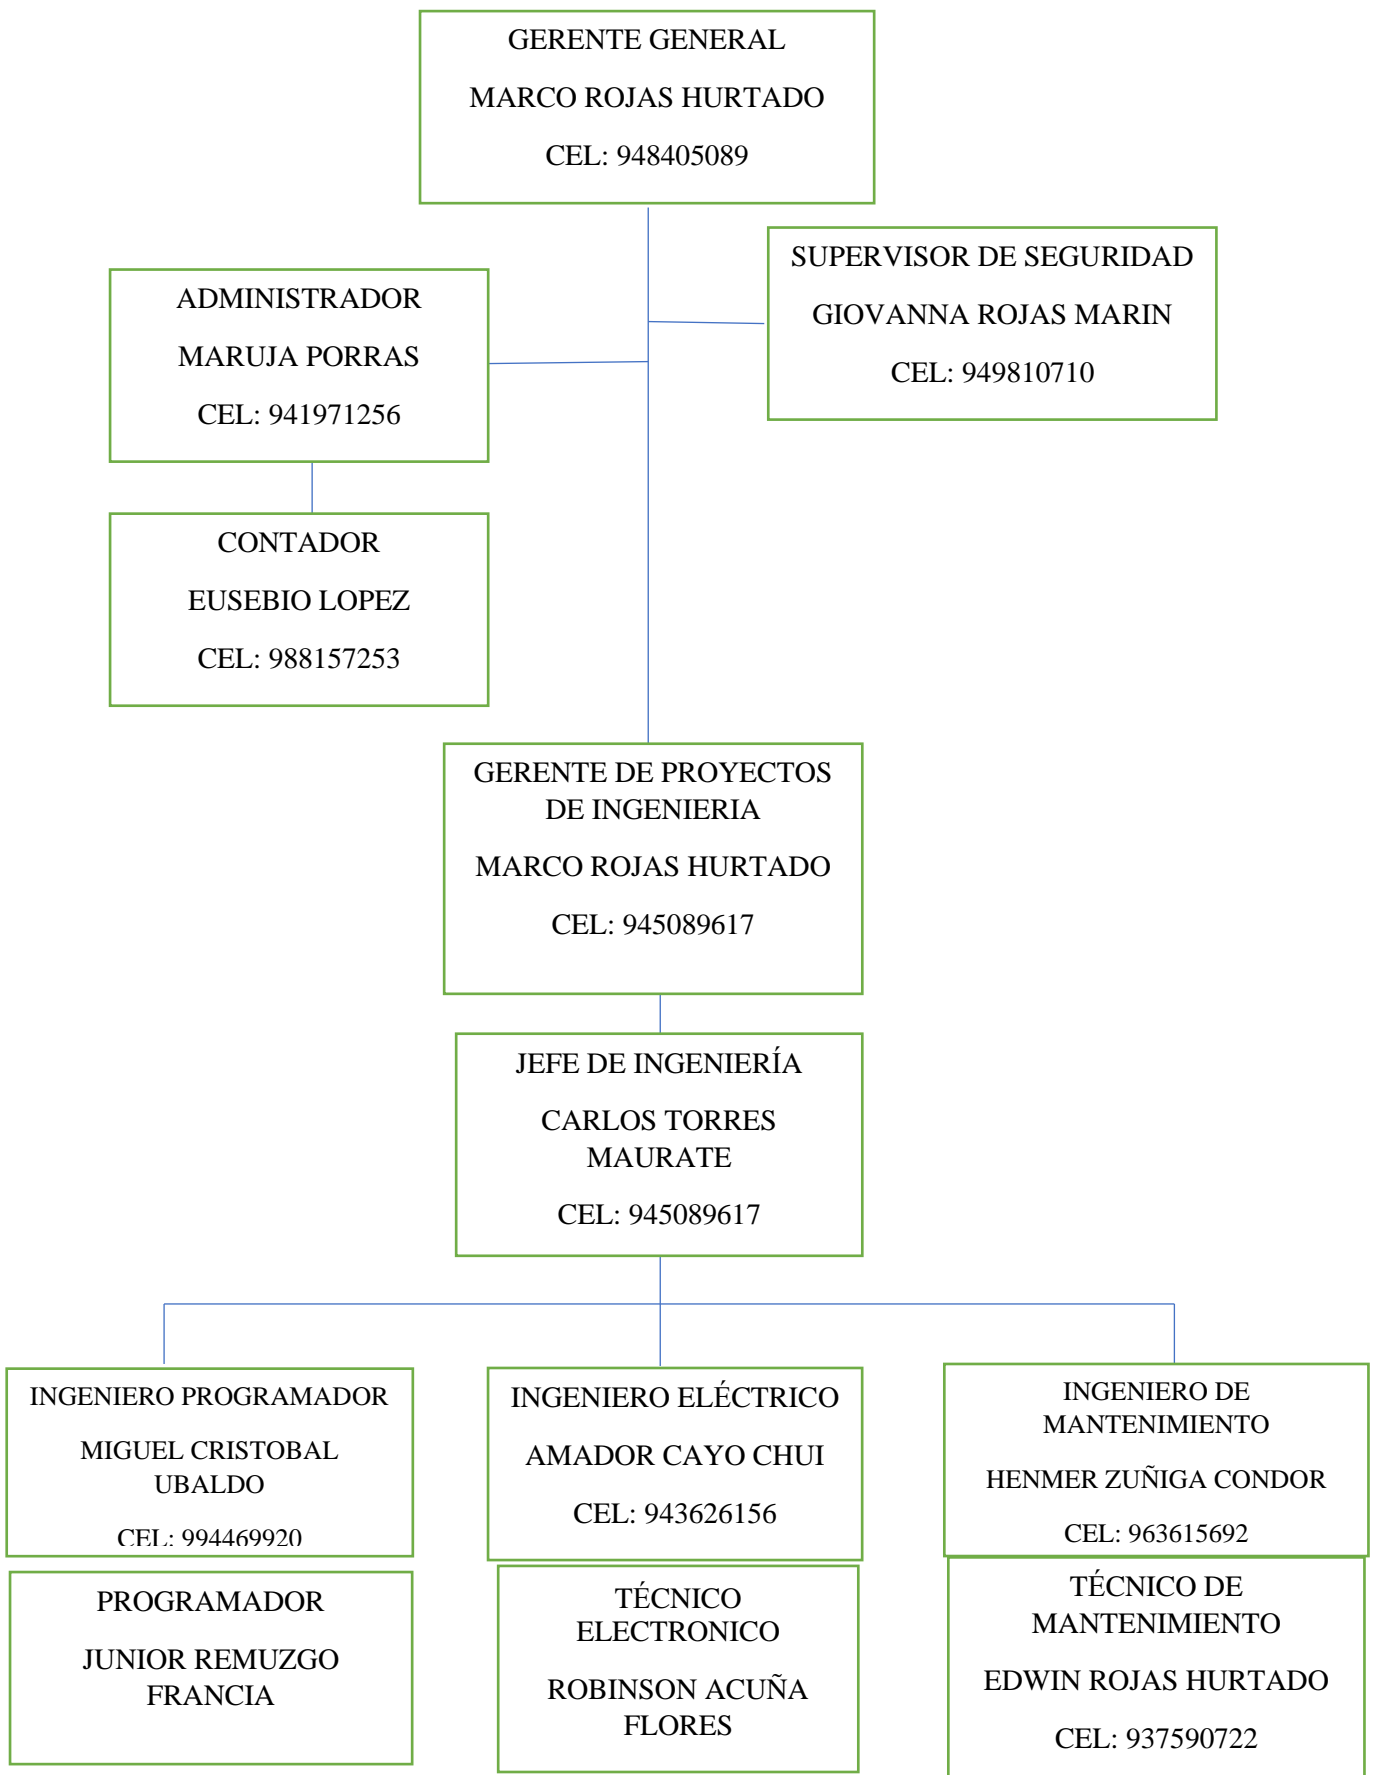 GERENTE GENERAL
MARCO ROJAS HURTADO
CEL: 948405089
SUPERVISOR DE SEGURIDAD
GIOVANNA ROJAS MARIN
CEL: 949810710
ADMINISTRADOR
MARUJA PORRAS
CEL: 941971256
CONTADOR
EUSEBIO LOPEZ
CEL: 988157253
GERENTE DE PROYECTOS
DE INGENIERIA
MARCO ROJAS HURTADO
CEL: 945089617
JEFE DE INGENIERÍA
CARLOS TORRES
MAURATE
CEL: 945089617
INGENIERO PROGRAMADOR
MIGUEL CRISTOBAL
UBALDO
CEL: 994469920
INGENIERO ELÉCTRICO
AMADOR CAYO CHUI
CEL: 943626156
INGENIERO DE
MANTENIMIENTO
HENMER ZUÑIGA CONDOR
CEL: 963615692
PROGRAMADOR
JUNIOR REMUZGO
FRANCIA
TÉCNICO
ELECTRONICO
ROBINSON ACUÑA
FLORES
TÉCNICO DE
MANTENIMIENTO
EDWIN ROJAS HURTADO
CEL: 937590722